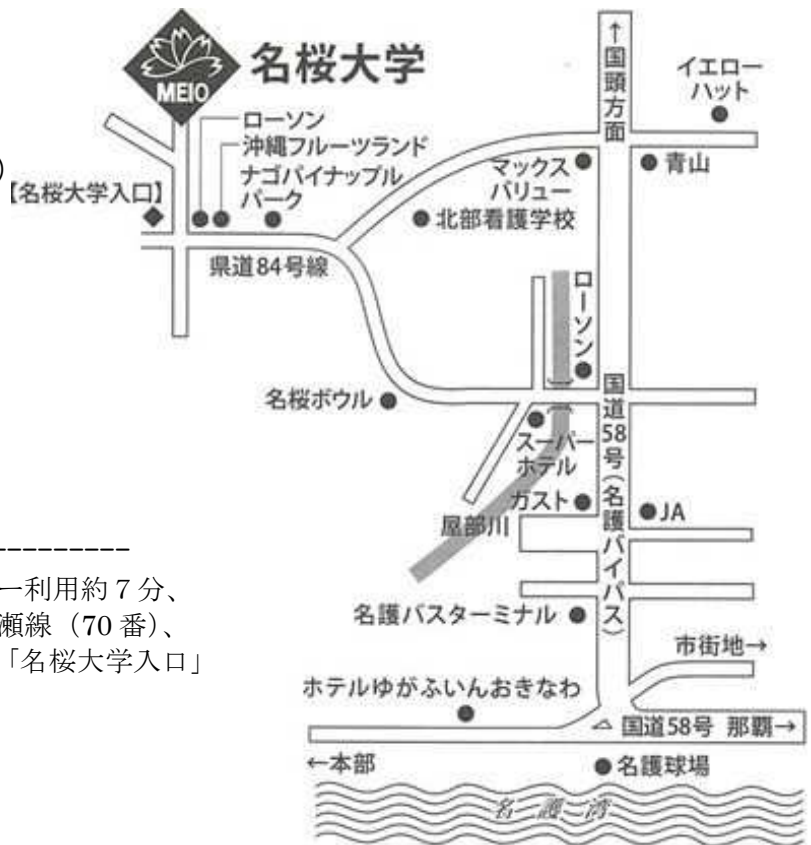 MEIO
名桜大学
↑国頭方面
イエロー
ハット
ローソン
沖縄フルーツランド
ナゴパイナップル
パーク
)
【名桜大学入口】
マックス
バリュー
青山
北部看護学校
県道84号線
ローソン
名桜ボウル
国道58号(名護バイパス)
スーパー
ホテル
ガスト
JA
屋部川
----------
ー利用約7分、
瀬線(70番)、
「名桜大学入口」
名護バスターミナル
市街地→
ホテルゆがふいんおきなわ
国道58号 那覇→
←本部
名護球場
名護湾